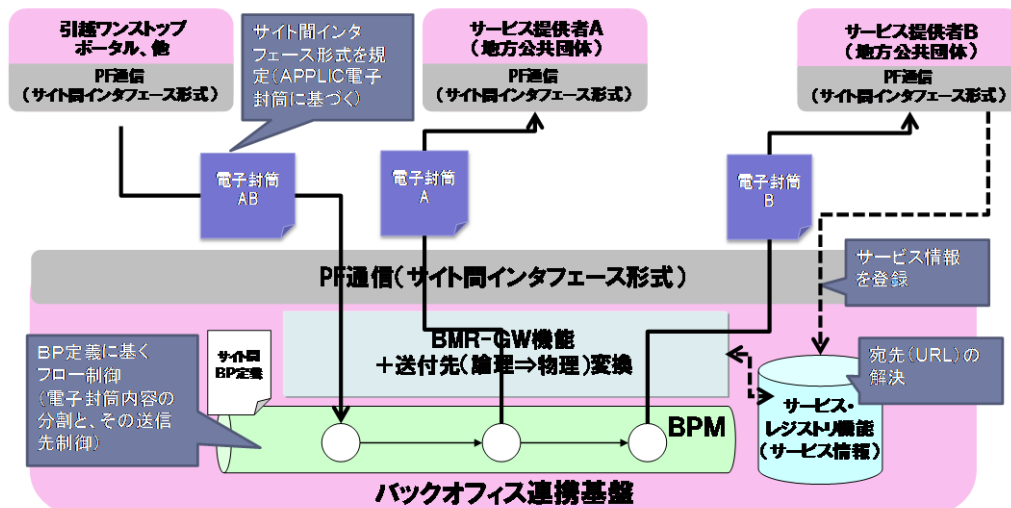 引越ワンストップ
ポータル、他
PF通信
(サイト間インタフェース形式)
サイト間インタ
フェース形式を規
定(APPLIC電子
封筒に基づく)
サービス提供者A
(地方公共団体)
PF通信
(サイト間インタフェース形式)
サービス提供者B
(地方公共団体)
PF通信
(サイト間インタフェース形式)
電子封筒
AB
電子封筒
A
電子封筒
B
PF通信(サイト間インタフェース形式)
サービス情報
を登録
BMR-GW機能
+送付先(論理⇒物理)変換
BP定義に基く
フロー制御
(電子封筒内容の
分割と、その送信
先制御)
サイト間
BP定義
宛先(URL)の
解決
BPM
サービス・
レジストリ機能
(サービス情報)
バックオフィス連携基盤